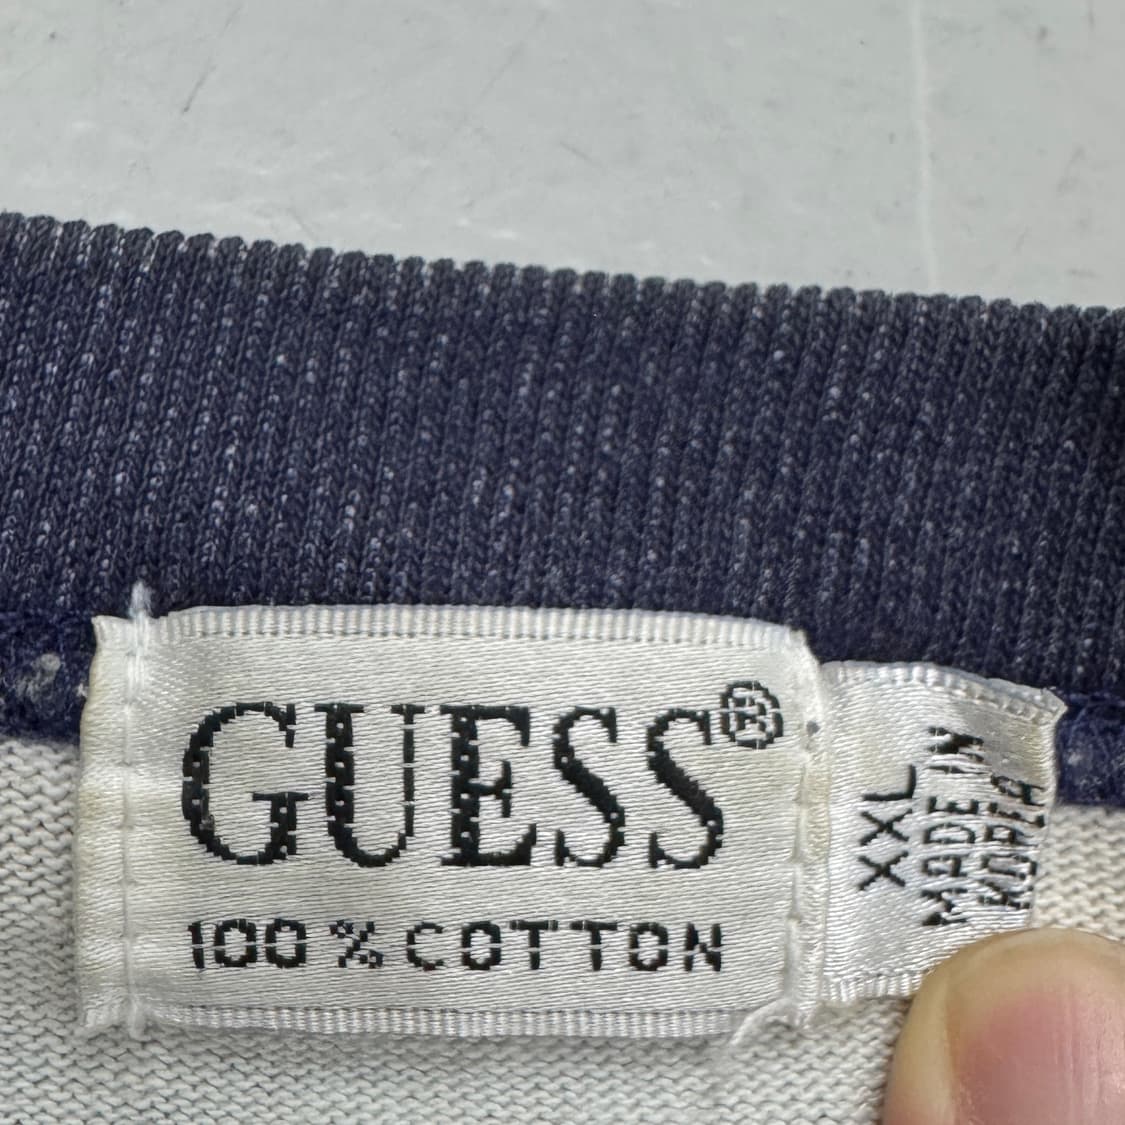 GUESS®
100% COTTON
XXL
MADE IN
KOREA